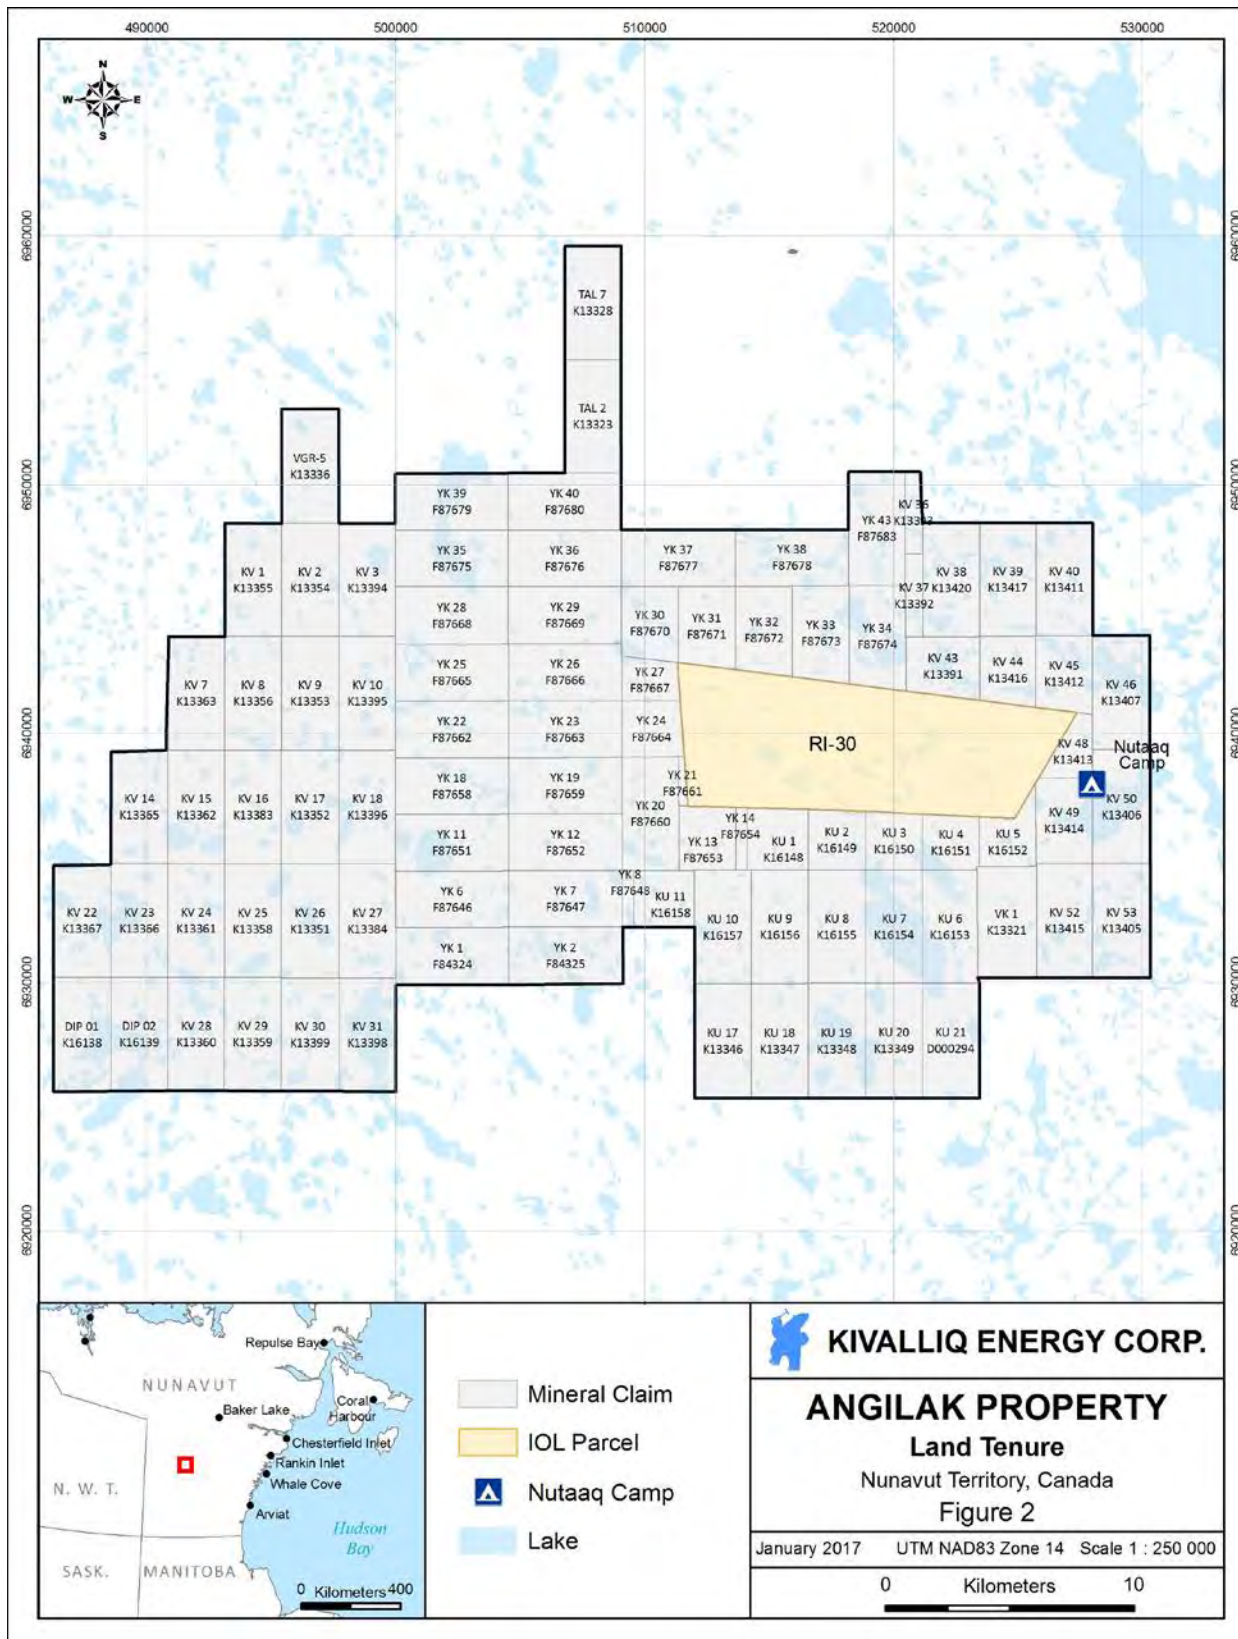 490000
500000
510000
520000
530000
N
W
E
S
6960000
6960000
TAL 7
K13328
TAL 2
K13323
VGR-5
K13336
6950000
6950000
YK 39
F87679
YK 40
F87680
YK 43
F87683
KV 36
K13393
YK 35
F87675
YK 36
F87676
YK 37
F87677
YK 38
F87678
KV 1
K13355
KV 2
K13354
KV 3
K13394
KV 37
K13392
KV 38
K13420
KV 39
K13417
KV 40
K13411
YK 28
F87668
YK 29
F87669
YK 30
F87670
YK 31
F87671
YK 32
F87672
YK 33
F87673
YK 34
F87674
YK 25
F87665
YK 26
F87666
YK 27
F87667
KV 43
K13391
KV 44
K13416
KV 45
K13412
KV 46
K13407
KV 7
K13363
KV 8
K13356
KV 9
K13353
KV 10
K13395
6940000
6940000
YK 22
F87662
YK 23
F87663
YK 24
F87664
RI-30
KV 48
K13413
Nutaaq
Camp
YK 18
F87658
YK 19
F87659
YK 21
F87661
YK 20
F87660
KV 14
K13365
KV 15
K13362
KV 16
K13383
KV 17
K13352
KV 18
K13396
KV 49
K13414
KV 50
K13406
YK 11
F87651
YK 12
F87652
YK 13
F87653
YK 14
F87654
KU 1
K16148
KU 2
K16149
KU 3
K16150
KU 4
K16151
KU 5
K16152
YK 6
F87646
YK 7
F87647
YK 8
F87648
KU 11
K16158
KV 22
K13367
KV 23
K13366
KV 24
K13361
KV 25
K13358
KV 26
K13351
KV 27
K13384
KU 10
K16157
KU 9
K16156
KU 8
K16155
KU 7
K16154
KU 6
K16153
VK 1
K13321
KV 52
K13415
KV 53
K13405
YK 1
F84324
YK 2
F84325
6930000
6930000
DIP 01
K16138
DIP 02
K16139
KV 28
K13360
KV 29
K13359
KV 30
K13399
KV 31
K13398
KU 17
K13346
KU 18
K13347
KU 19
K13348
KU 20
K13349
KU 21
D000294
6920000
6920000
Repulse Bay
NUNAVUT
Coral
Harbour
Baker Lake
Chesterfield Inlet
Rankin Inlet
Whale Cove
N. W. T.
Arviat
Hudson
Bay
SASK.
MANITOBA
0 Kilometers 400
Mineral Claim
IOL Parcel
Nutaaq Camp
Lake
KIVALLIQ ENERGY CORP.
ANGILAK PROPERTY
Land Tenure
Nunavut Territory, Canada
Figure 2
January 2017 UTM NAD83 Zone 14 Scale 1 : 250 000
0 Kilometers 10